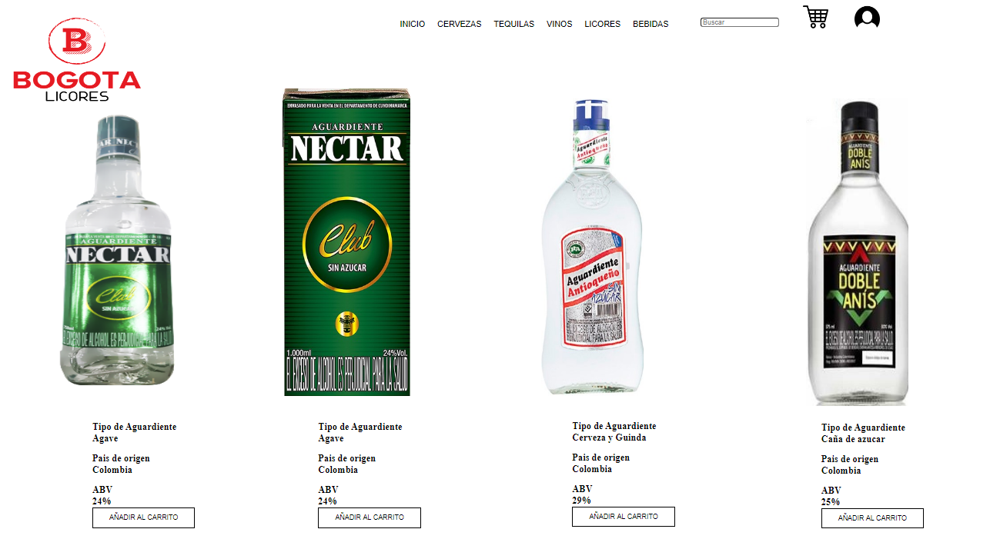 INICIO CERVEZAS TEQUILAS VINOS LICORES BEBIDAS Buscar
B
BOGOTA
LICORES
AGUARDIENTE
NECTAR
Club
SIN AZUCAR
24% Vol.
EL EXCESO DE ALCOHOL ES PERJUDICIAL PARA LA SALUD
ENVASADO PARA LA VENTA EN EL DEPARTAMENTO DE CUNDINAMARCA
AGUARDIENTE
NECTAR
Club
SIN AZUCAR
1.000ml 24%Vol.
EL EXCESO DE ALCOHOL ES PERJUDICIAL PARA LA SALUD
Aguardiente
Antioqueño
Aguardiente
Antioqueño
SIN
AZÚCAR
EL EXCESO DE ALCOHOL ES
PERJUDICIAL PARA LA SALUD
AGUARDIENTE
DOBLE
ANÍS
AGUARDIENTE
DOBLE
ANÍS
EL EXCESO DE ALCOHOL ES PERJUDICIAL PARA LA SALUD
Tipo de Aguardiente
Agave
Pais de origen
Colombia
ABV
24%
AÑADIR AL CARRITO
Tipo de Aguardiente
Agave
Pais de origen
Colombia
ABV
24%
AÑADIR AL CARRITO
Tipo de Aguardiente
Cerveza y Guinda
Pais de origen
Colombia
ABV
29%
AÑADIR AL CARRITO
Tipo de Aguardiente
Caña de azucar
Pais de origen
Colombia
ABV
25%
AÑADIR AL CARRITO